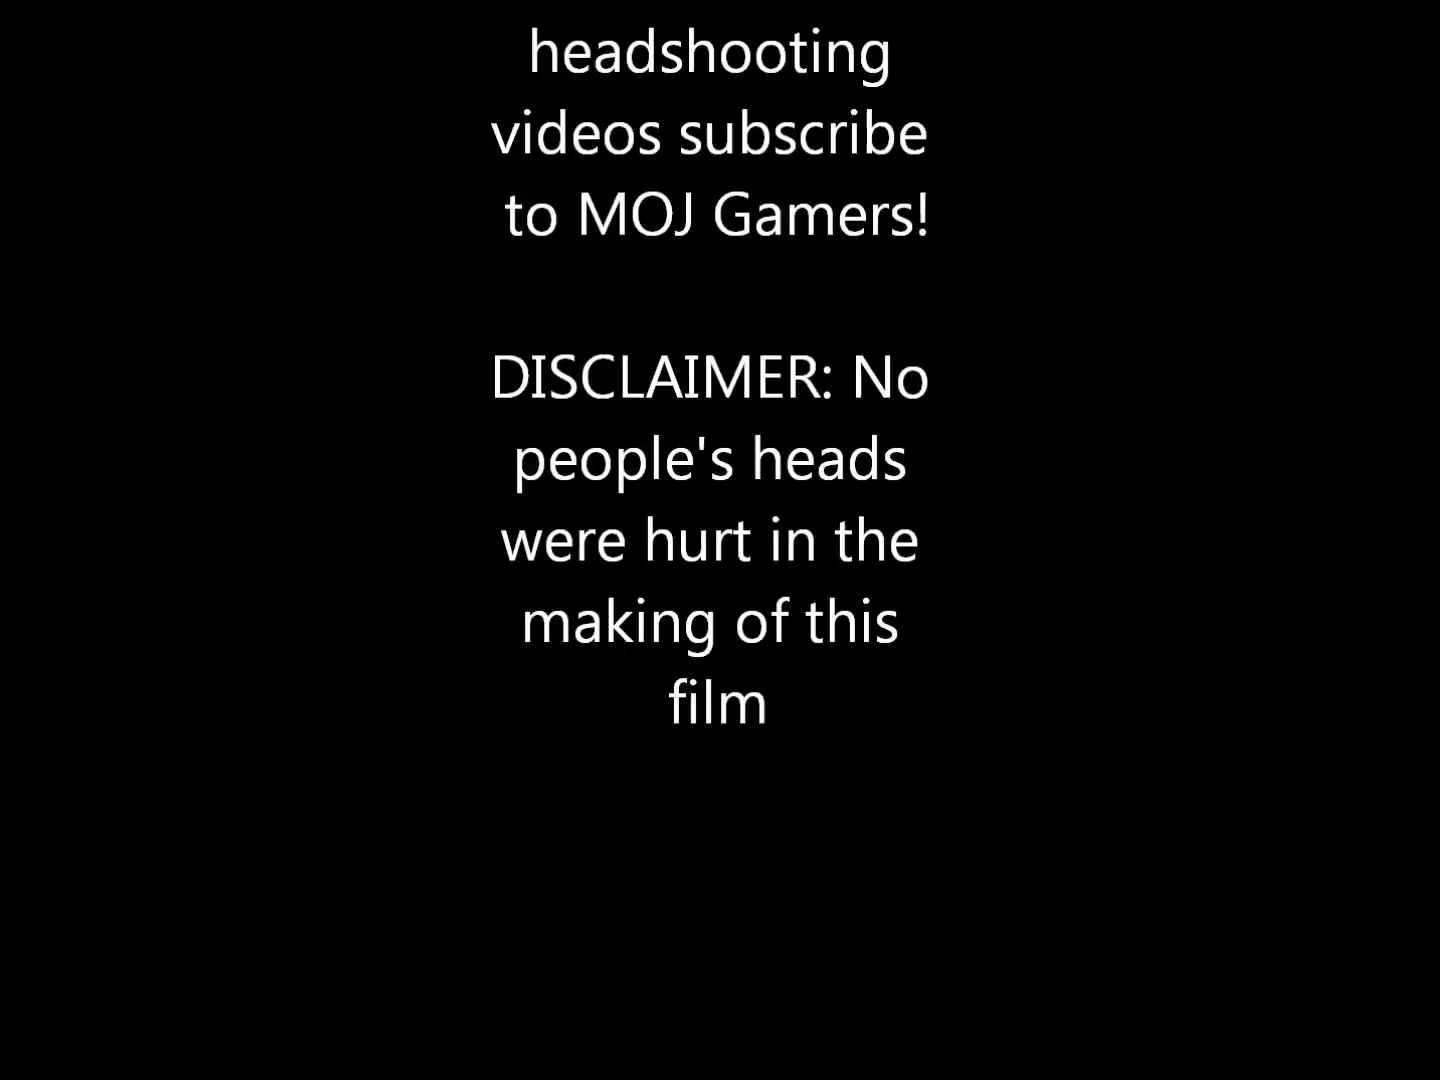 headshooting
videos subscribe
to MOJ Gamers!
DISCLAIMER: No
people's heads
were hurt in the
making of this
film